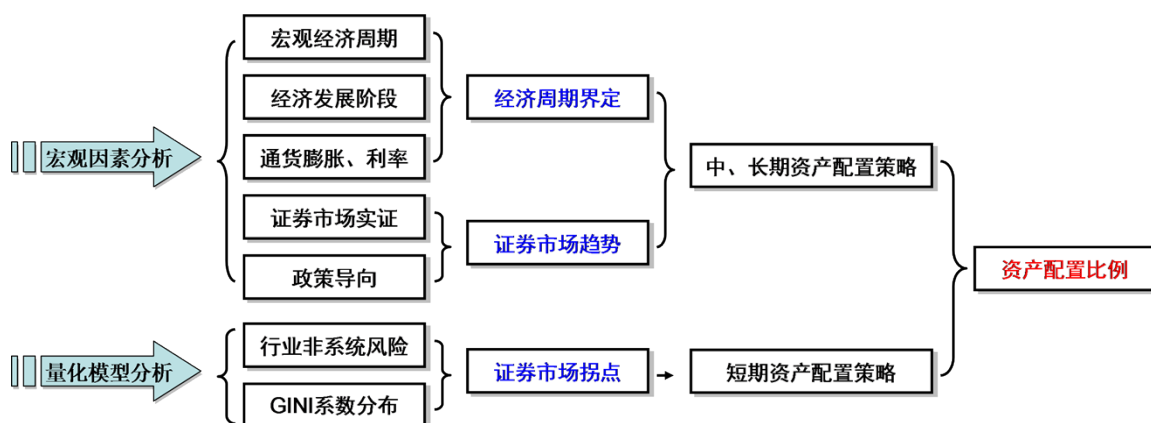 宏观因素分析
宏观经济周期
经济发展阶段
通货膨胀、利率
证券市场实证
政策导向
经济周期界定
证券市场趋势
中、长期资产配置策略
量化模型分析
行业非系统风险
GINI系数分布
证券市场拐点
短期资产配置策略
资产配置比例